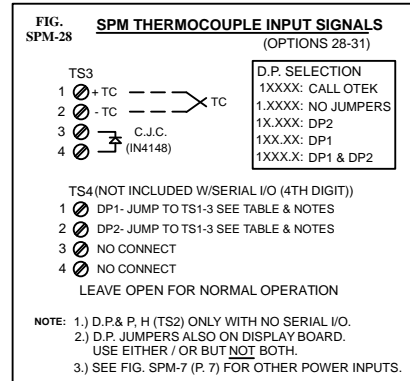 FIG.
SPM-28
SPM THERMOCOUPLE INPUT SIGNALS
(OPTIONS 28-31)
TS3
1 + TC
2 - TC
TC
3
4
C.J.C.
(IN4148)
D.P. SELECTION
1XXXX: CALL OTEK
1.XXXX: NO JUMPERS
1X.XXX: DP2
1XX.XX: DP1
1XXX.X: DP1 & DP2
TS4 (NOT INCLUDED W/SERIAL I/O (4TH DIGIT))
1 DP1- JUMP TO TS1-3 SEE TABLE & NOTES
2 DP2- JUMP TO TS1-3 SEE TABLE & NOTES
3 NO CONNECT
4 NO CONNECT
LEAVE OPEN FOR NORMAL OPERATION
NOTE: 1.) D.P.& P, H (TS2) ONLY WITH NO SERIAL I/O.
2.) D.P. JUMPERS ALSO ON DISPLAY BOARD.
USE EITHER / OR BUT NOT BOTH.
3.) SEE FIG. SPM-7 (P. 7) FOR OTHER POWER INPUTS.